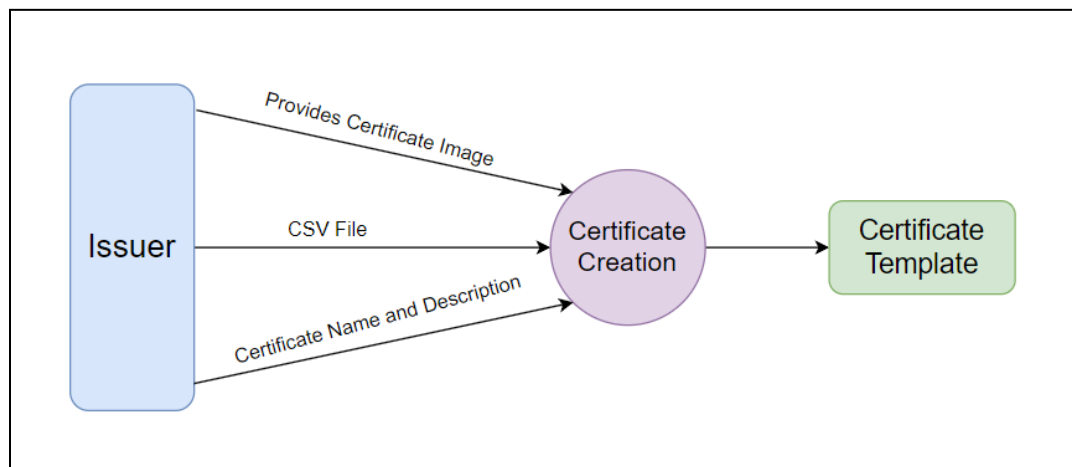 Provides Certificate Image
Issuer
CSV File
Certificate
Creation
Certificate
Template
Certificate Name and Description